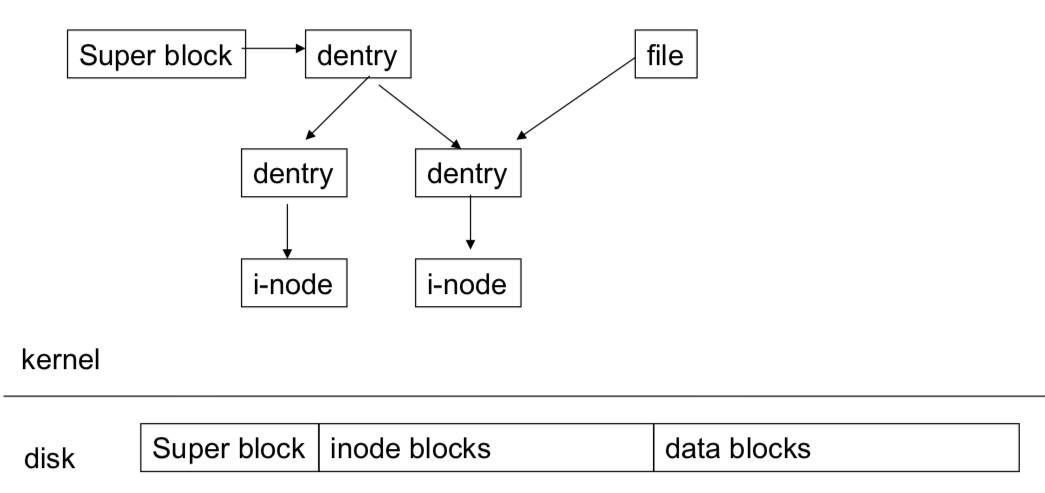 Super block
dentry
file
dentry
dentry
i-node
i-node
kernel
disk
Super block
inode blocks
data blocks